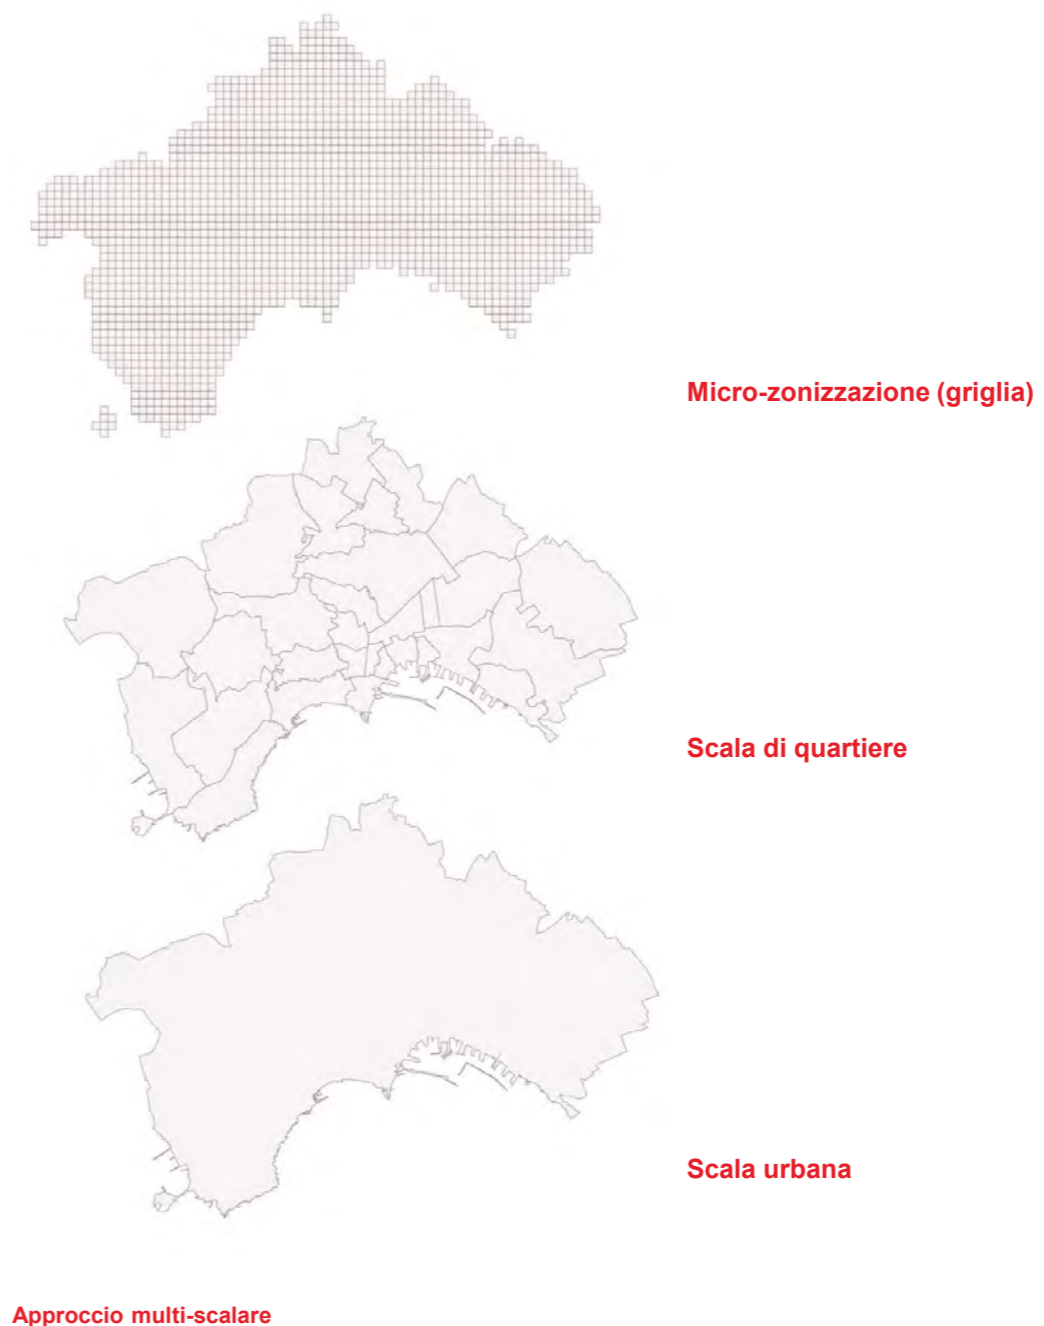 Micro-zonizzazione (griglia)
Scala di quartiere
Scala urbana
Approccio multi-scalare